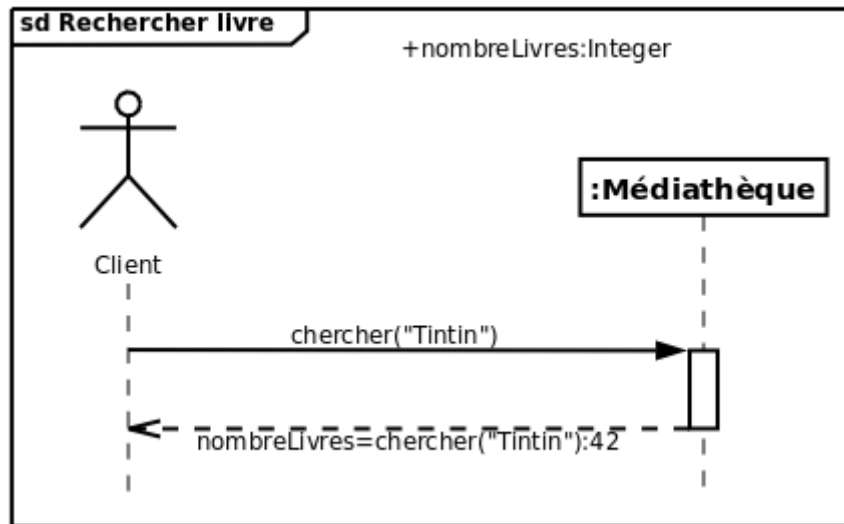 sd Rechercher livre
+nombreLivres:Integer
:Médiathèque
Client
chercher("Tintin")
nombreLivres=chercher("Tintin"):42